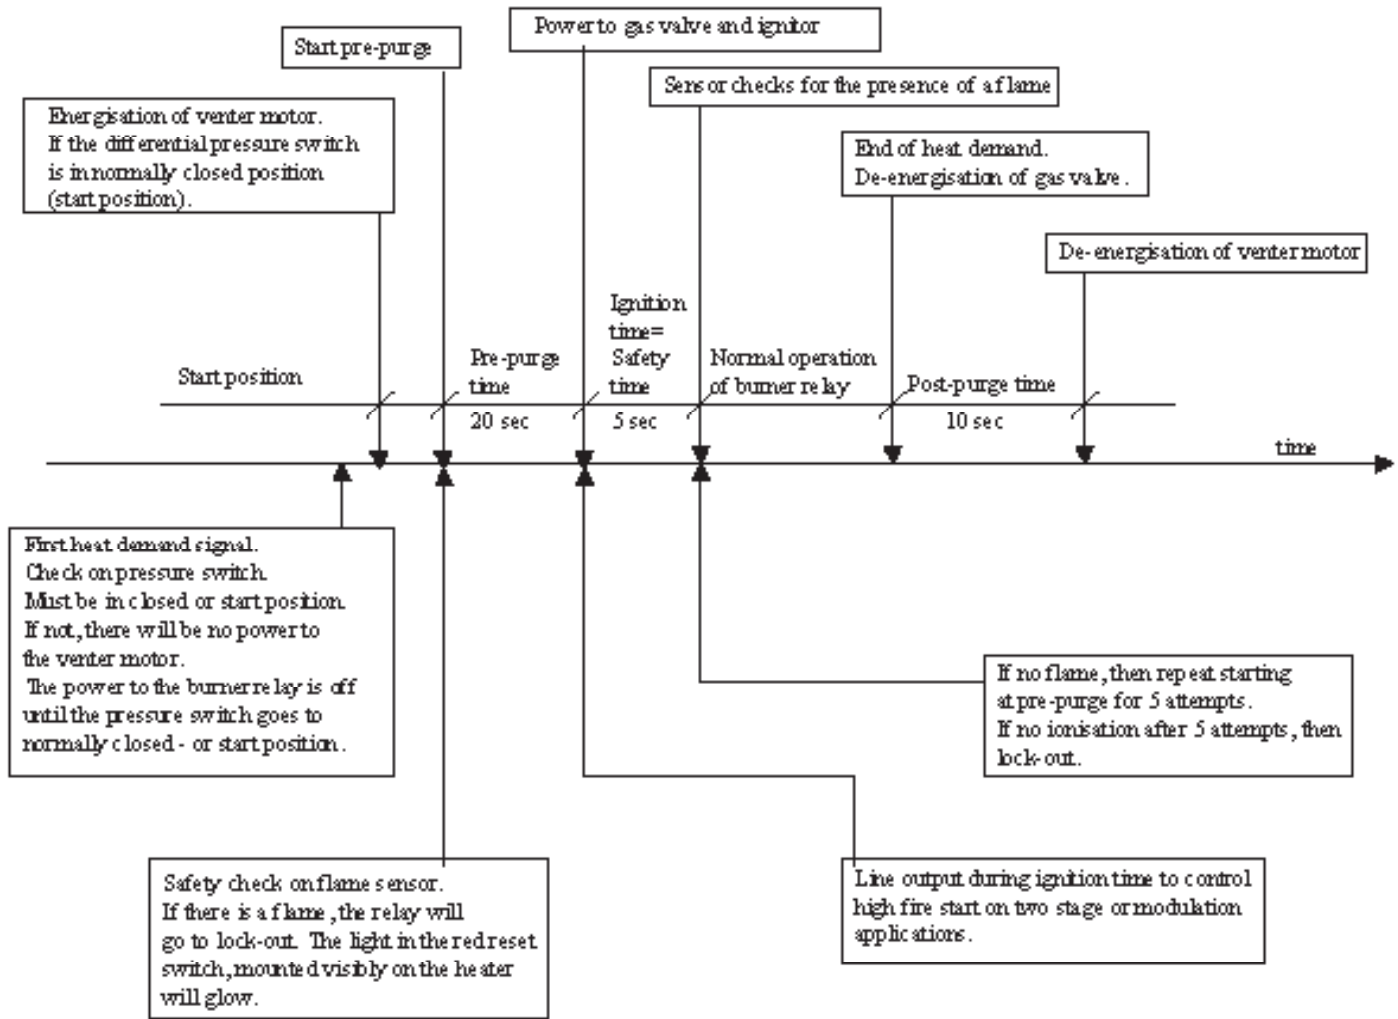 Power to gas valve and ignitor
Start pre-purge
Sensor checks for the presence of a flame
Energisation of venter motor.
If the differential pressure switch
is in normally closed position
(start position).
End of heat demand.
De-energisation of gas valve.
De-energisation of venter motor
Start position
Pre-purge
time
20 sec
Ignition
time=
Safety
time
5 sec
Normal operation
of burner relay
Post-purge time
10 sec
time
First heat demand signal.
Check on pressure switch.
Must be in closed or start position.
If not, there will be no power to
the venter motor.
The power to the burner relay is off
until the pressure switch goes to
normally closed - or start position.
If no flame, then repeat starting
at pre-purge for 5 attempts.
If no ionisation after 5 attempts, then
lock-out.
Safety check on flame sensor.
If there is a flame, the relay will
go to lock-out. The light in the red reset
switch, mounted visibly on the heater
will glow.
Line output during ignition time to control
high fire start on two stage or modulation
applications.